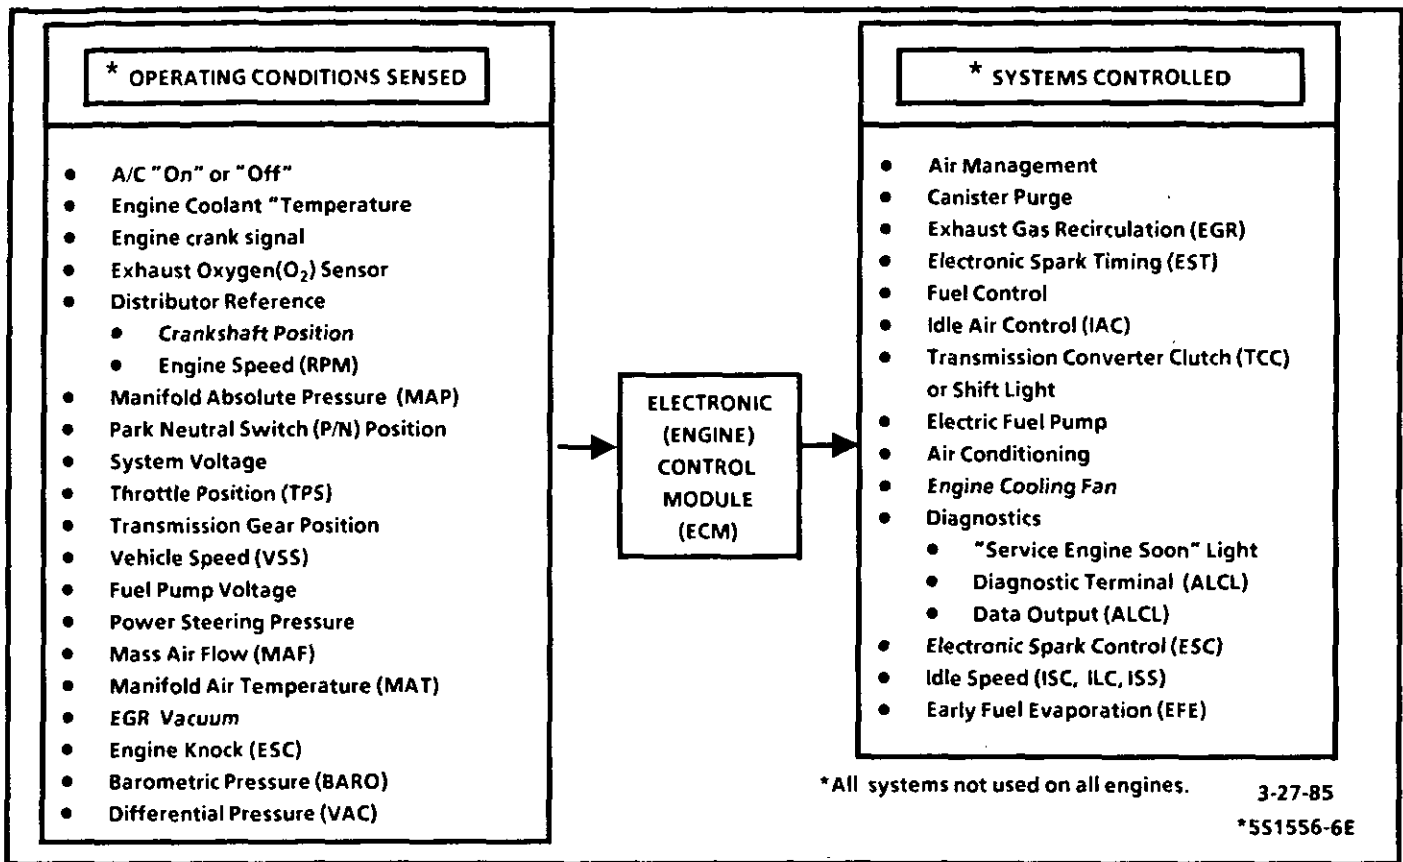 * OPERATING CONDITIONS SENSED
• A/C "On" or "Off"
• Engine Coolant "Temperature
• Engine crank signal
• Exhaust Oxygen(O₂) Sensor
• Distributor Reference
• Crankshaft Position
• Engine Speed (RPM)
• Manifold Absolute Pressure (MAP)
• Park Neutral Switch (P/N) Position
• System Voltage
• Throttle Position (TPS)
• Transmission Gear Position
• Vehicle Speed (VSS)
• Fuel Pump Voltage
• Power Steering Pressure
• Mass Air Flow (MAF)
• Manifold Air Temperature (MAT)
• EGR Vacuum
• Engine Knock (ESC)
• Barometric Pressure (BARO)
• Differential Pressure (VAC)
ELECTRONIC
(ENGINE)
CONTROL
MODULE
(ECM)
* SYSTEMS CONTROLLED
• Air Management
• Canister Purge
• Exhaust Gas Recirculation (EGR)
• Electronic Spark Timing (EST)
• Fuel Control
• Idle Air Control (IAC)
• Transmission Converter Clutch (TCC)
or Shift Light
• Electric Fuel Pump
• Air Conditioning
• Engine Cooling Fan
• Diagnostics
• "Service Engine Soon" Light
• Diagnostic Terminal (ALCL)
• Data Output (ALCL)
• Electronic Spark Control (ESC)
• Idle Speed (ISC, ILC, ISS)
• Early Fuel Evaporation (EFE)
*All systems not used on all engines.
3-27-85
*5S1556-6E